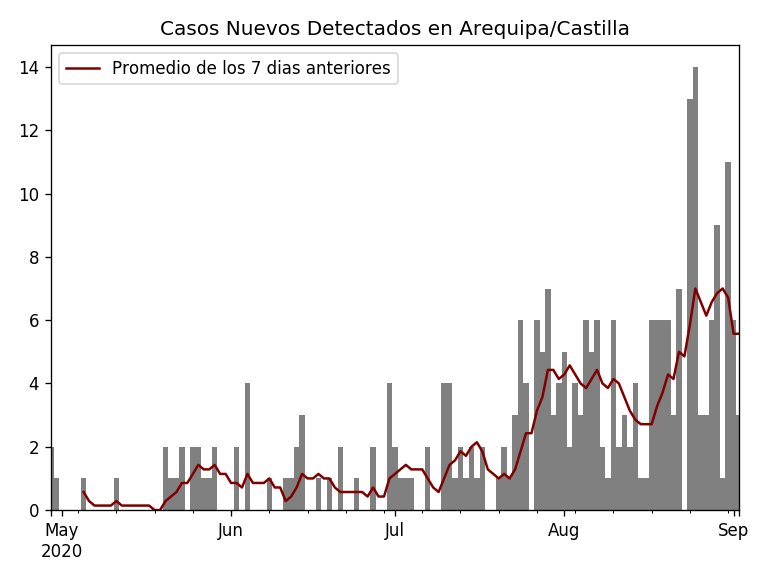 Casos Nuevos Detectados en Arequipa/Castilla
Promedio de los 7 dias anteriores
14
12
10
8
6
4
2
0
May
2020
Jun
Jul
Aug
Sep